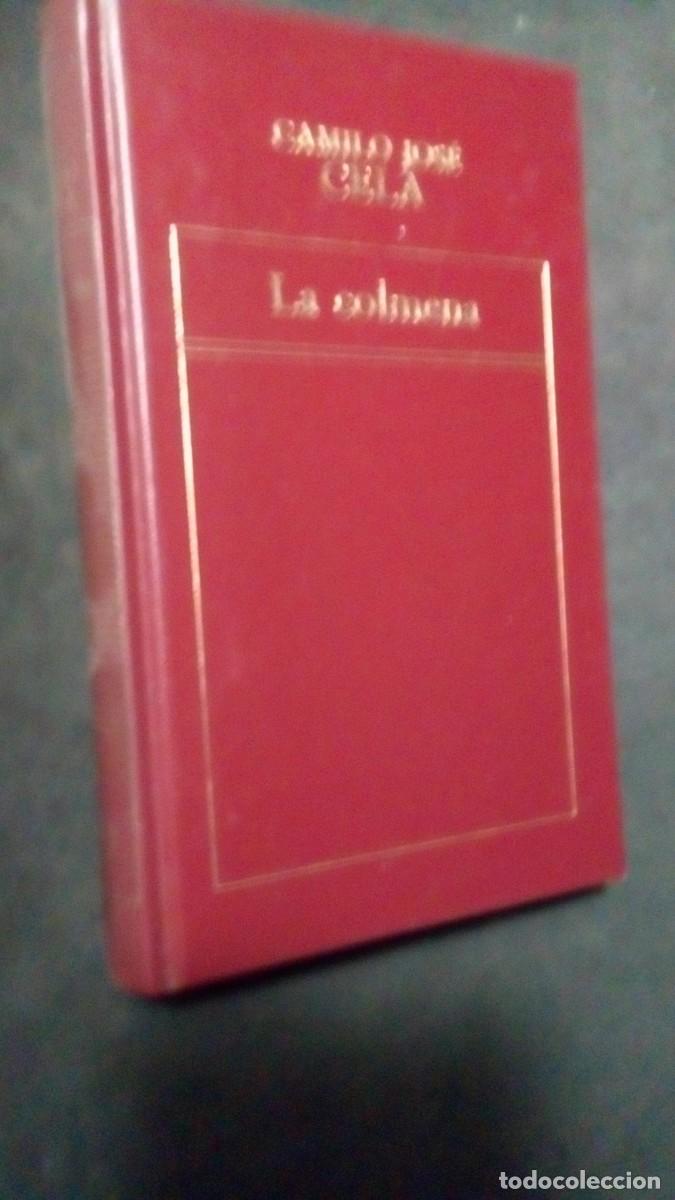 CAMILO JOSÉ
CELA
La colmena
todocoleccion